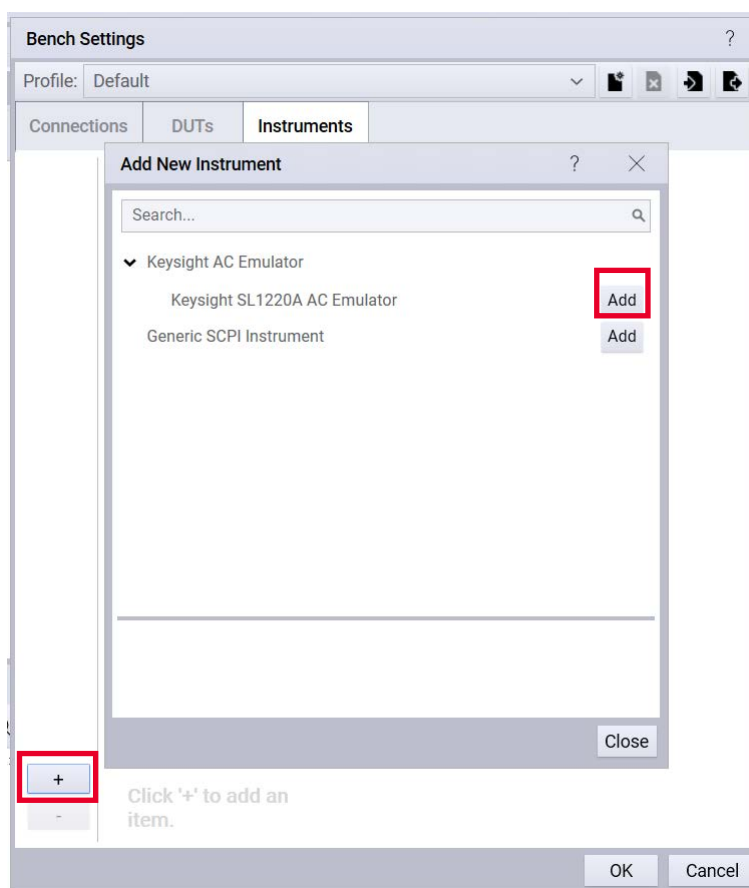 Bench Settings ?
Profile: Default
Connections DUTs Instruments
Add New Instrument ?
Search...
Keysight AC Emulator
Keysight SL1220A AC Emulator Add
Generic SCPI Instrument Add
Close
+
-
Click '+' to add an
item.
OK Cancel